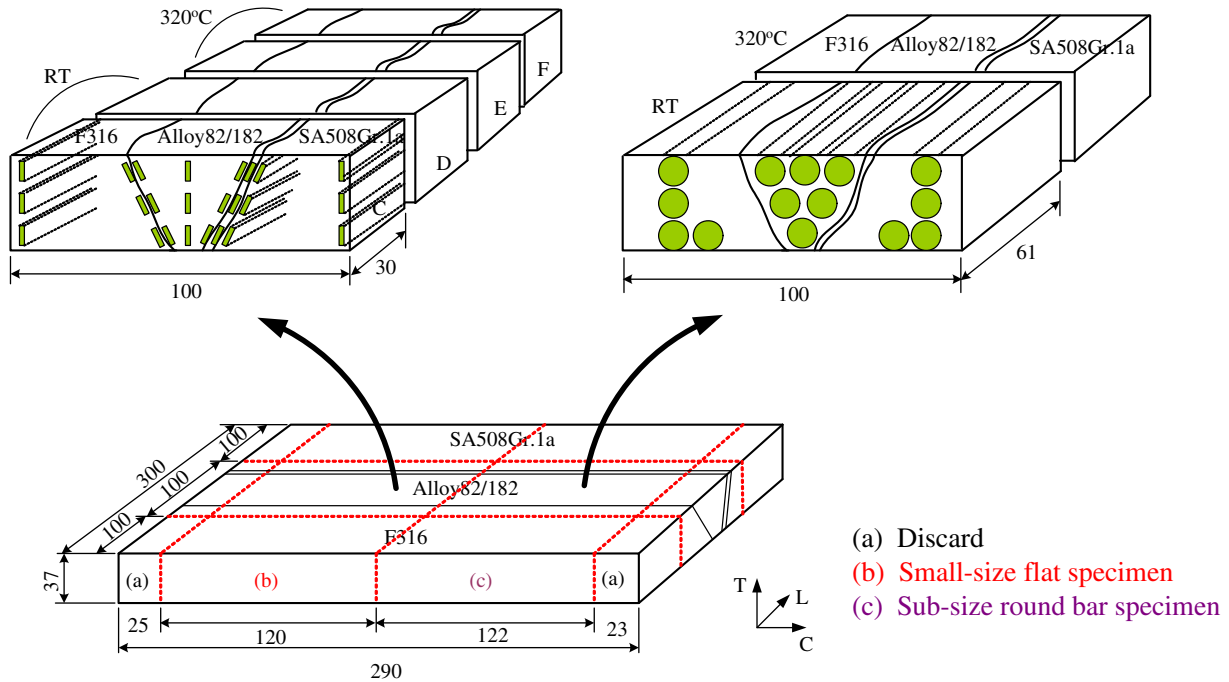 320°C
RT
F316
Alloy82/182
SA508Gr.1a
C
D
E
F
30
100
320°C
F316
Alloy82/182
SA508Gr.1a
RT
61
100
SA508Gr.1a
Alloy82/182
F316
300
100
100
100
37
(a)
(b)
(c)
(a)
25
120
122
23
290
T
L
C
(a) Discard
(b) Small-size flat specimen
(c) Sub-size round bar specimen